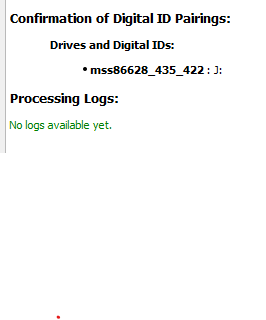 Confirmation of Digital ID Pairings:
Drives and Digital IDs:
• mss86628_435_422 : J:
Processing Logs:
No logs available yet.